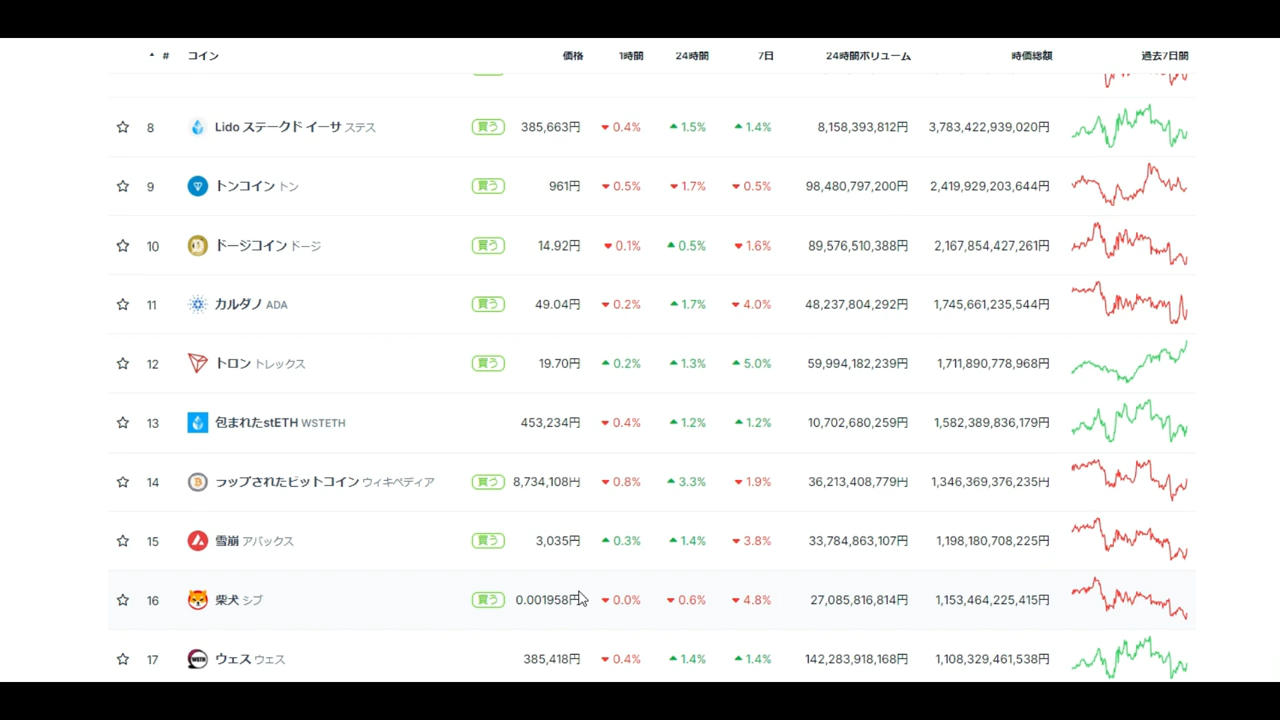 # コイン 価格 1時間 24時間 7日 24時間ボリューム 時価総額 過去7日間
8 Lido ステークド イーサ ステス 買う 385,663円 0.4% 1.5% 1.4% 8,158,393,812円 3,783,422,939,020円
9 トンコイン トン 買う 961円 0.5% 1.7% 0.5% 98,480,797,200円 2,419,929,203,644円
10 ドージコイン ドージ 買う 14.92円 0.1% 0.5% 1.6% 89,576,510,388円 2,167,854,427,261円
11 カルダノ ADA 買う 49.04円 0.2% 1.7% 4.0% 48,237,804,292円 1,745,661,235,544円
12 トロン トレックス 買う 19.70円 0.2% 1.3% 5.0% 59,994,182,239円 1,711,890,778,968円
13 包まれたstETH WSTETH 453,234円 0.4% 1.2% 1.2% 10,702,680,259円 1,582,389,836,179円
14 ラップされたビットコイン ウィキペディア 買う 8,734,108円 0.8% 3.3% 1.9% 36,213,408,779円 1,346,369,376,235円
15 雪崩 アバックス 買う 3,035円 0.3% 1.4% 3.8% 33,784,863,107円 1,198,180,708,225円
16 柴犬 シブ 買う 0.001958円 0.0% 0.6% 4.8% 27,085,816,814円 1,153,464,225,415円
17 ウェス ウェス 385,418円 0.4% 1.4% 1.4% 142,283,918,168円 1,108,329,461,538円